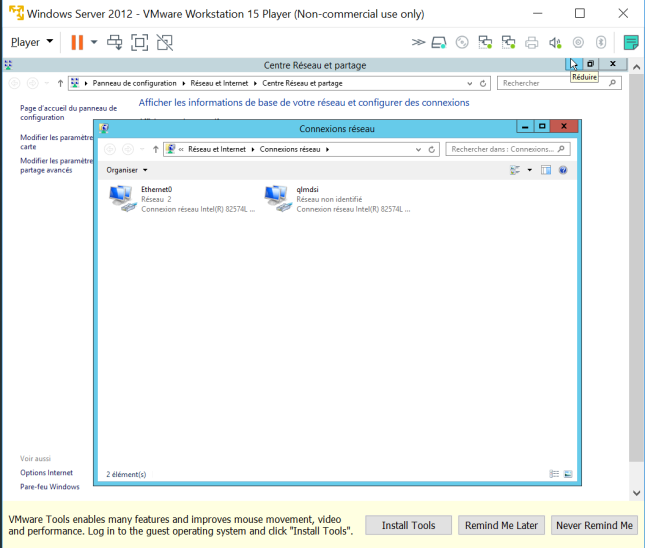 Windows Server 2012 - VMware Workstation 15 Player (Non-commercial use only)
Player
Centre Réseau et partage
Réduire
Panneau de configuration Réseau et Internet Centre Réseau et partage
Rechercher
Page d'accueil du panneau de
configuration
Afficher les informations de base de votre réseau et configurer des connexions
Modifier les paramètre
carte
Modifier les paramètre
partage avancés
Connexions réseau
« Réseau et Internet Connexions réseau
Rechercher dans : Connexions...
Organiser
Ethernet0
Réseau 2
Connexion réseau Intel(R) 82574L ...
qlmdsi
Réseau non identifié
Connexion réseau Intel(R) 82574L ...
2 élément(s)
Voir aussi
Options Internet
Pare-feu Windows
VMware Tools enables many features and improves mouse movement, video
and performance. Log in to the guest operating system and click "Install Tools".
Install Tools
Remind Me Later
Never Remind Me